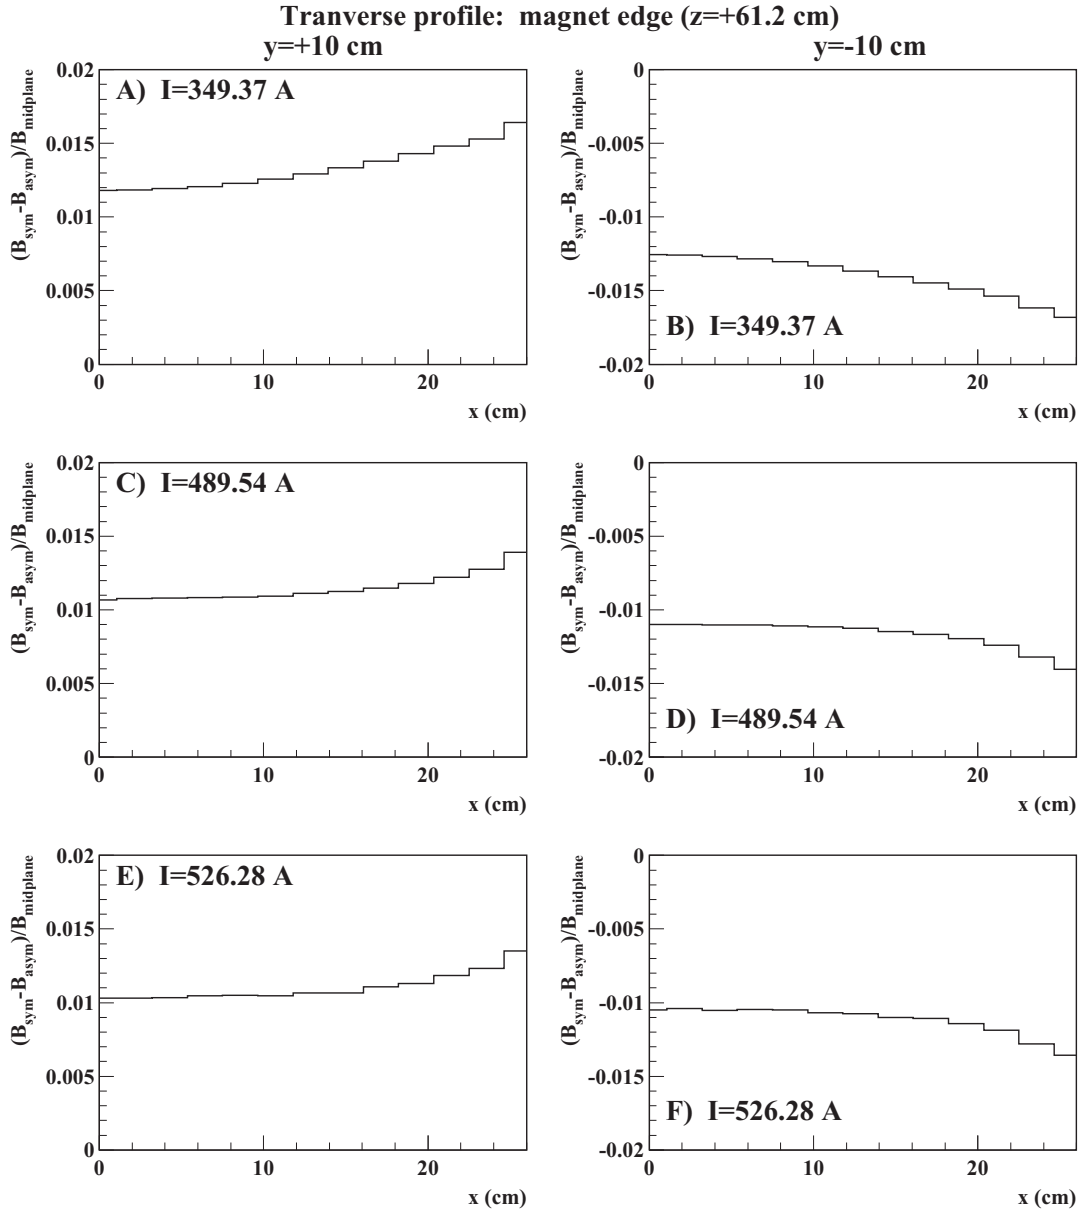 Tranverse profile: magnet edge (z=+61.2 cm)
y=+10 cm
y=-10 cm
(B_sym-B_asym)/B_midplane
A) I=349.37 A
0.02
0.015
0.01
0.005
0
0 10 20
x (cm)
(B_sym-B_asym)/B_midplane
B) I=349.37 A
0
-0.005
-0.01
-0.015
-0.02
0 10 20
x (cm)
(B_sym-B_asym)/B_midplane
C) I=489.54 A
0.02
0.015
0.01
0.005
0
0 10 20
x (cm)
(B_sym-B_asym)/B_midplane
D) I=489.54 A
0
-0.005
-0.01
-0.015
-0.02
0 10 20
x (cm)
(B_sym-B_asym)/B_midplane
E) I=526.28 A
0.02
0.015
0.01
0.005
0
0 10 20
x (cm)
(B_sym-B_asym)/B_midplane
F) I=526.28 A
0
-0.005
-0.01
-0.015
-0.02
0 10 20
x (cm)